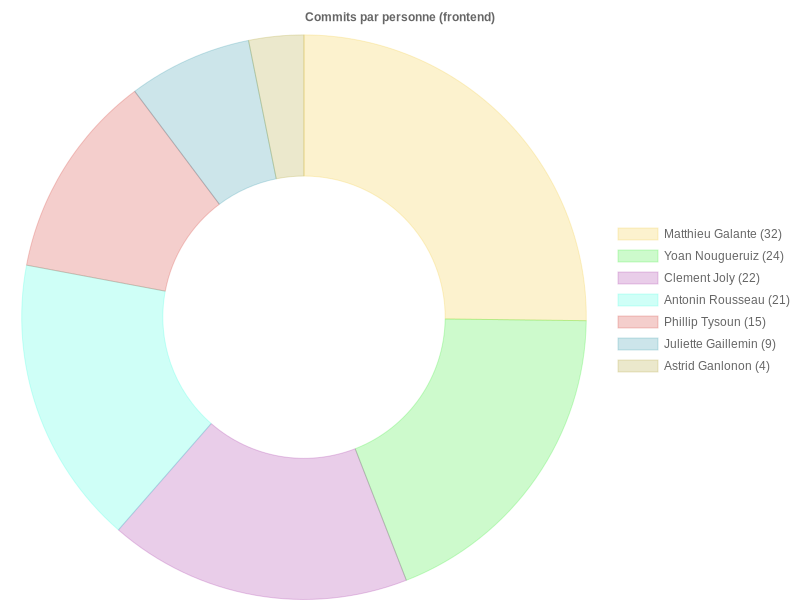 Commits par personne (frontend)
Matthieu Galante (32)
Yoan Nougueruiz (24)
Clement Joly (22)
Antonin Rousseau (21)
Phillip Tysoun (15)
Juliette Gaillemin (9)
Astrid Ganlonon (4)